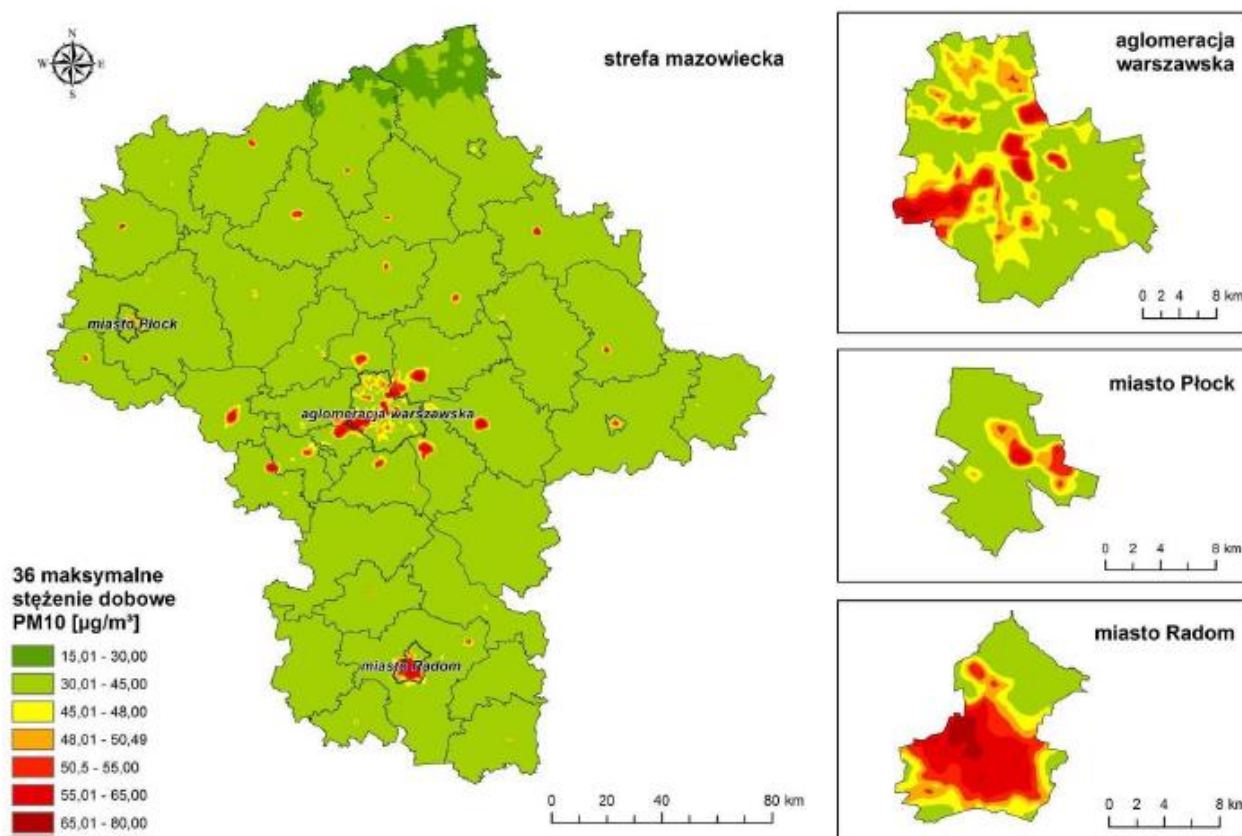 N
W E
S
strefa mazowiecka
miasto Płock
aglomeracja warszawska
miasto Radom
36 maksymalne
stężenie dobowe
PM10 [µg/m³]
15,01 - 30,00
30,01 - 45,00
45,01 - 48,00
48,01 - 50,49
50,5 - 55,00
55,01 - 65,00
65,01 - 80,00
0 20 40 80 km
aglomeracja
warszawska
0 2 4 8 km
miasto Płock
0 2 4 8 km
miasto Radom
0 2 4 8 km